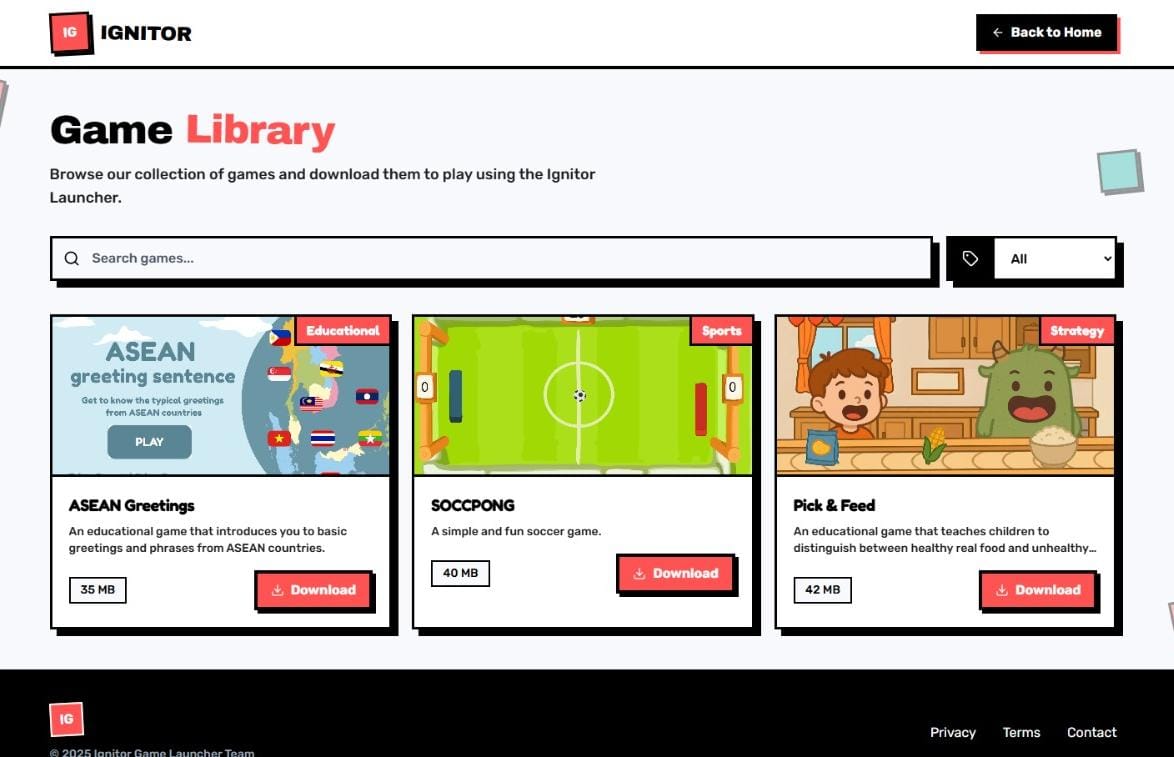 IG IGNITOR
Back to Home
Game Library
Browse our collection of games and download them to play using the Ignitor
Launcher.
Search games...
All
Educational
ASEAN
greeting sentence
Get to know the typical greetings
from ASEAN countries
PLAY
ASEAN Greetings
An educational game that introduces you to basic
greetings and phrases from ASEAN countries.
35 MB
Download
Sports
0
0
SOCCPONG
A simple and fun soccer game.
40 MB
Download
Strategy
Pick & Feed
An educational game that teaches children to
distinguish between healthy real food and unhealthy...
42 MB
Download
IG
© 2025 Ignitor Game Launcher Team
Privacy
Terms
Contact